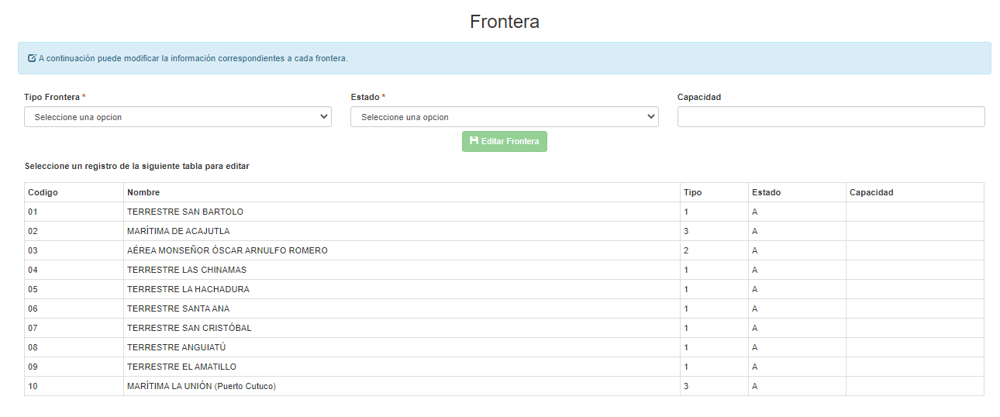 Frontera
A continuación puede modificar la información correspondientes a cada frontera.
Tipo Frontera * Estado * Capacidad
Seleccione una opcion Seleccione una opcion
Editar Frontera
Seleccione un registro de la siguiente tabla para editar
Codigo Nombre Tipo Estado Capacidad
01 TERRESTRE SAN BARTOLO 1 A
02 MARÍTIMA DE ACAJUTLA 3 A
03 AÉREA MONSEÑOR ÓSCAR ARNULFO ROMERO 2 A
04 TERRESTRE LAS CHINAMAS 1 A
05 TERRESTRE LA HACHADURA 1 A
06 TERRESTRE SANTA ANA 1 A
07 TERRESTRE SAN CRISTÓBAL 1 A
08 TERRESTRE ANGUIATÚ 1 A
09 TERRESTRE EL AMATILLO 1 A
10 MARÍTIMA LA UNIÓN (Puerto Cutuco) 3 A